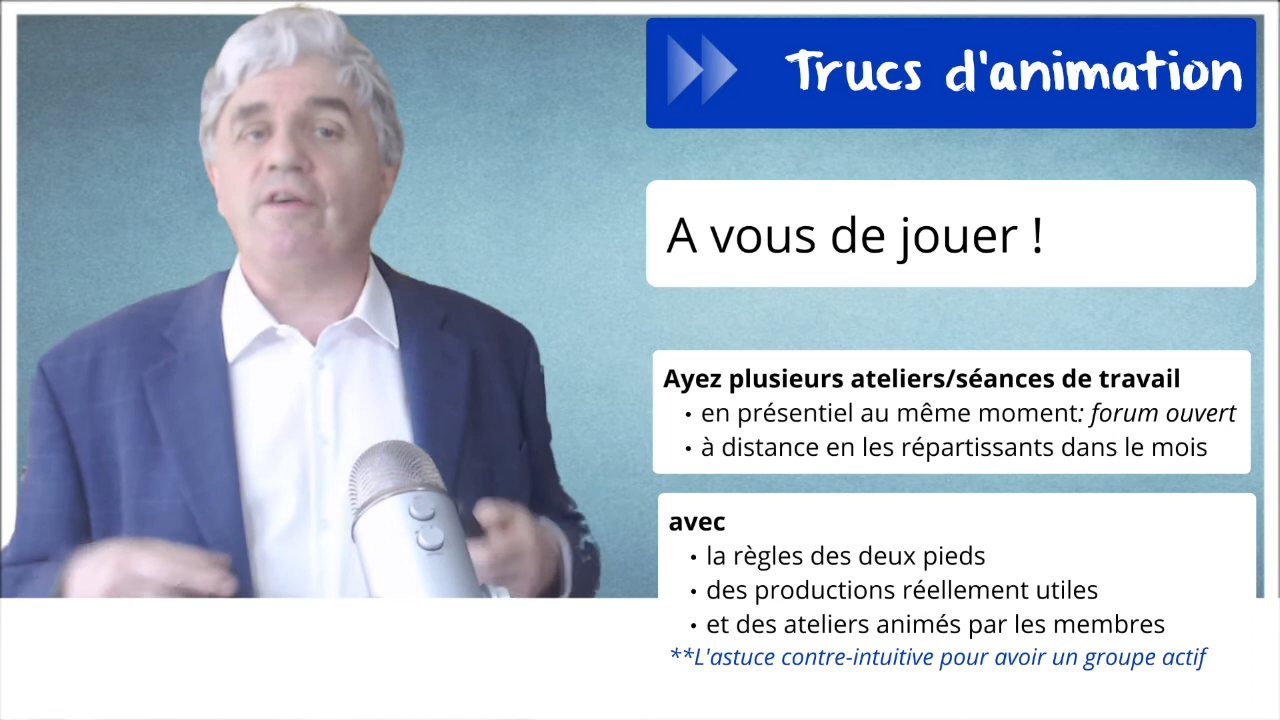 Trucs d'animation
A vous de jouer !
Ayez plusieurs ateliers/séances de travail
• en présentiel au même moment: forum ouvert
• à distance en les répartissants dans le mois
avec
• la règles des deux pieds
• des productions réellement utiles
• et des ateliers animés par les membres
**L'astuce contre-intuitive pour avoir un groupe actif